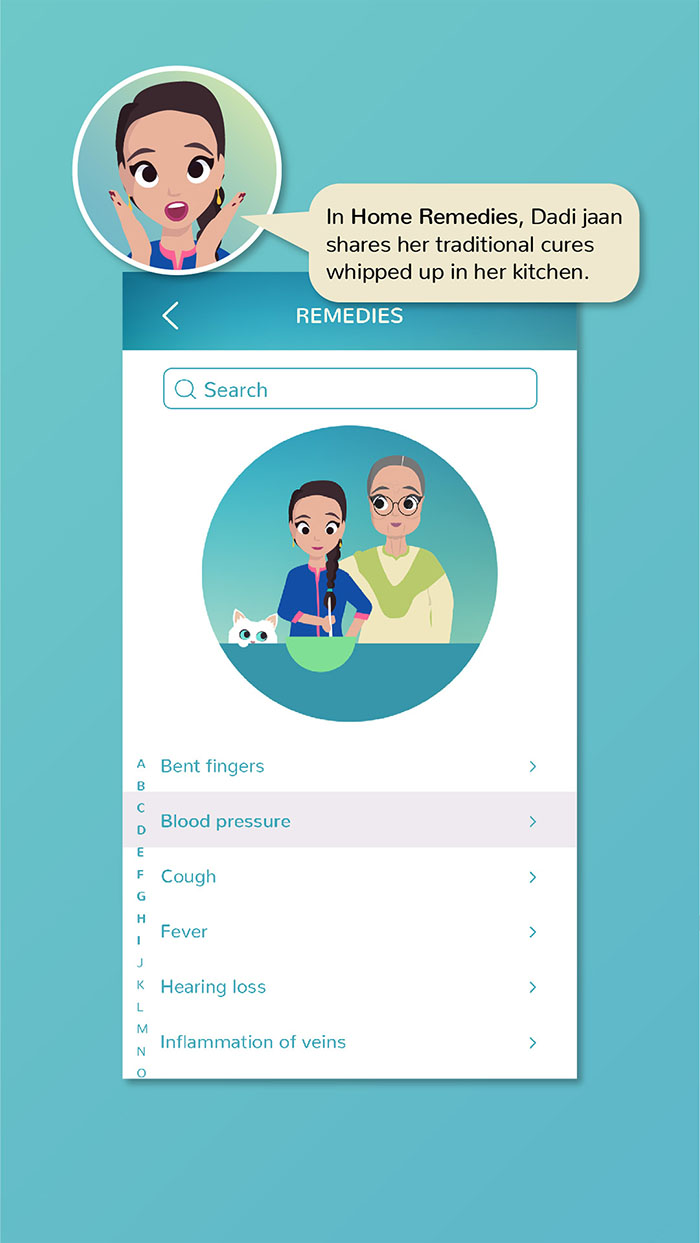 In Home Remedies, Dadi jaan
shares her traditional cures
whipped up in her kitchen.
REMEDIES
Search
A
Bent fingers
B
C
Blood pressure
D
E
Cough
F
G
H
Fever
I
J
K
Hearing loss
L
M
Inflammation of veins
N
O